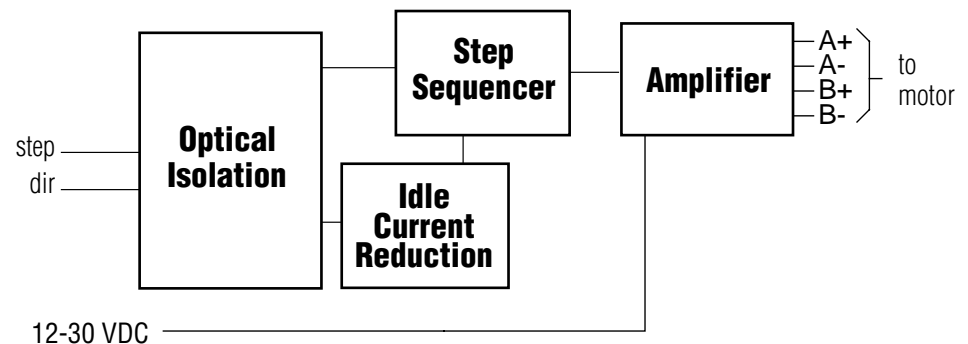 step
dir
Optical
Isolation
Step
Sequencer
Idle
Current
Reduction
Amplifier
A+
A-
B+
B-
to
motor
12-30 VDC